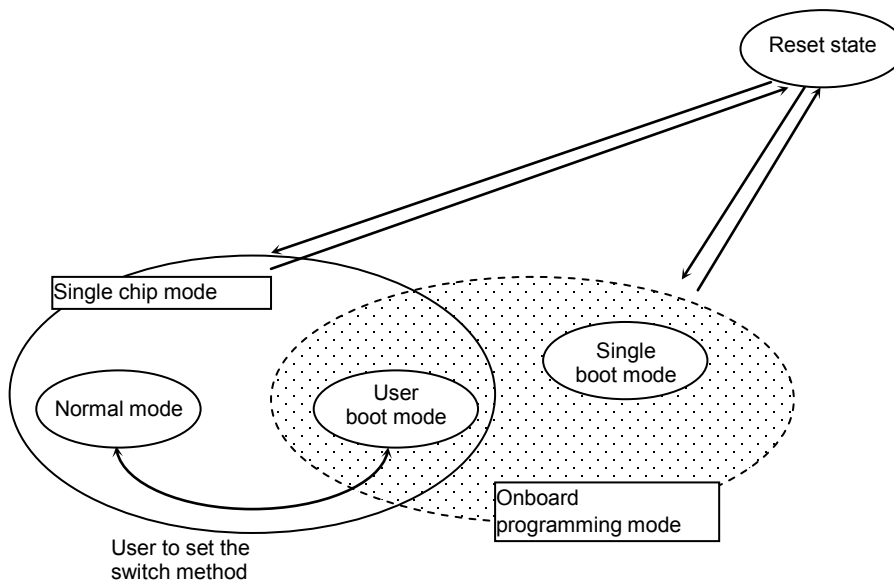 Reset state
Single chip mode
Single
boot mode
User
boot mode
Normal mode
Onboard
programming mode
User to set the
switch method